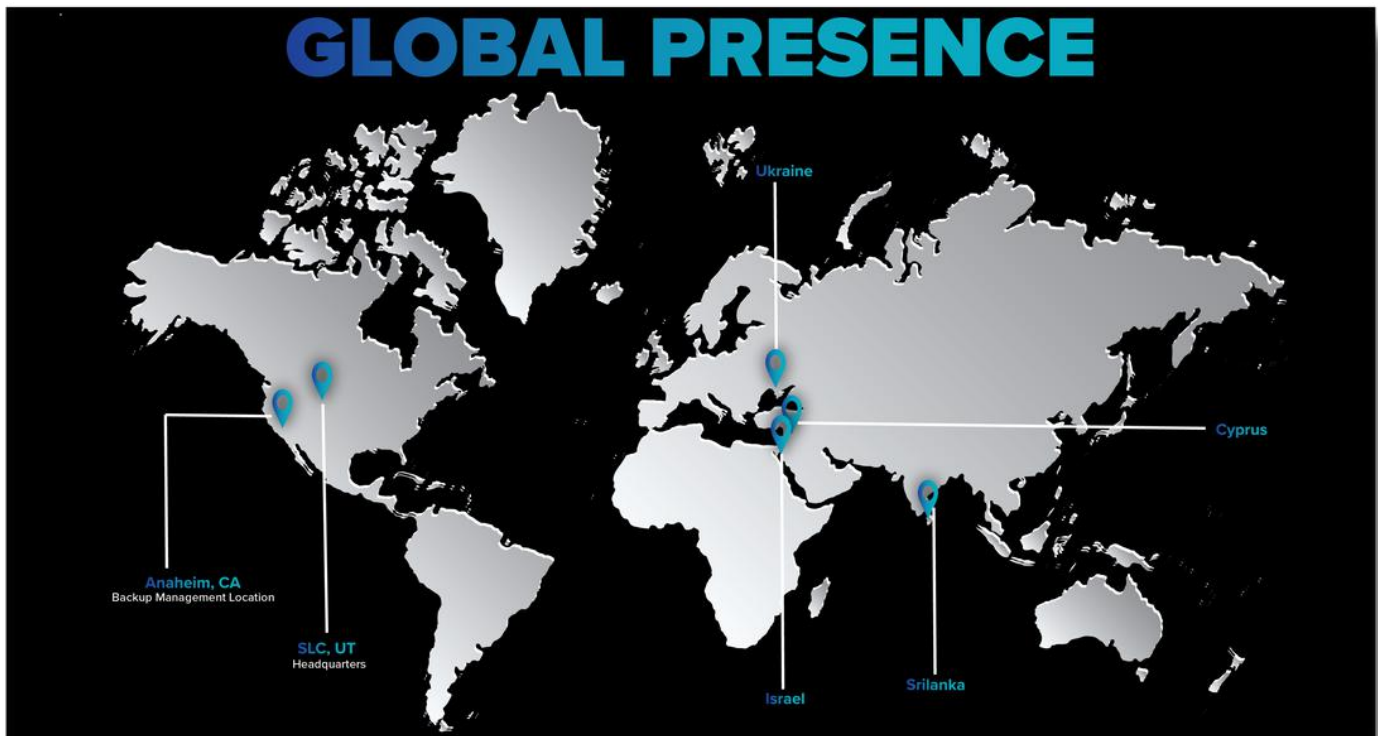 GLOBAL PRESENCE
Ukraine
Cyprus
Anaheim, CA
Backup Management Location
SLC, UT
Headquarters
Israel
Srilanka